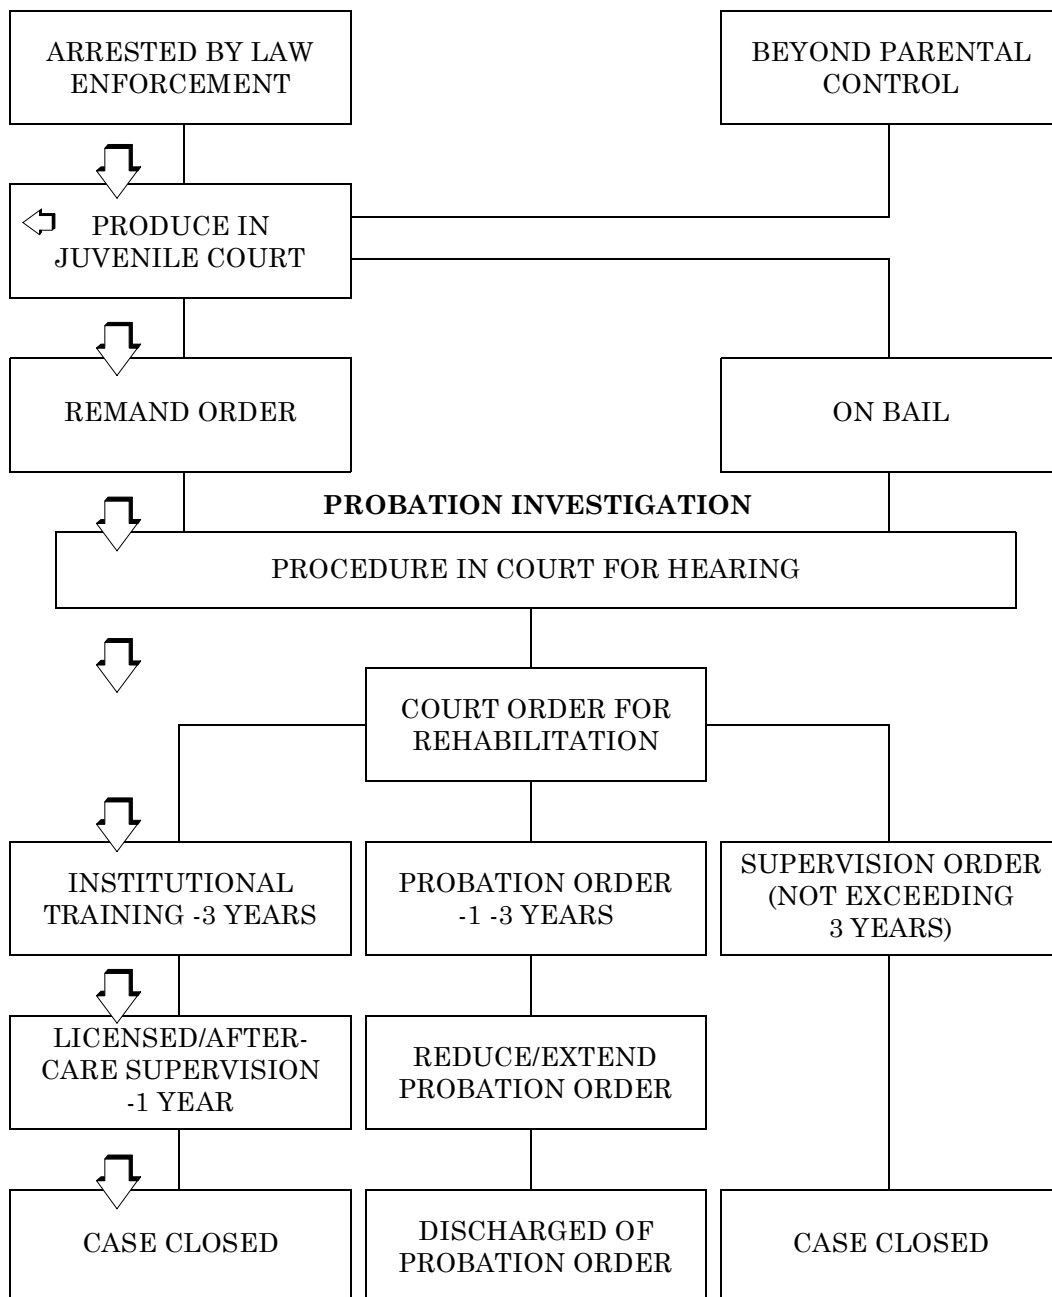 ARRESTED BY LAW
ENFORCEMENT
BEYOND PARENTAL
CONTROL
PRODUCE IN
JUVENILE COURT
REMAND ORDER
ON BAIL
PROBATION INVESTIGATION
PROCEDURE IN COURT FOR HEARING
COURT ORDER FOR
REHABILITATION
INSTITUTIONAL
TRAINING -3 YEARS
PROBATION ORDER
-1 -3 YEARS
SUPERVISION ORDER
(NOT EXCEEDING
3 YEARS)
LICENSED/AFTER-
CARE SUPERVISION
-1 YEAR
REDUCE/EXTEND
PROBATION ORDER
CASE CLOSED
DISCHARGED OF
PROBATION ORDER
CASE CLOSED